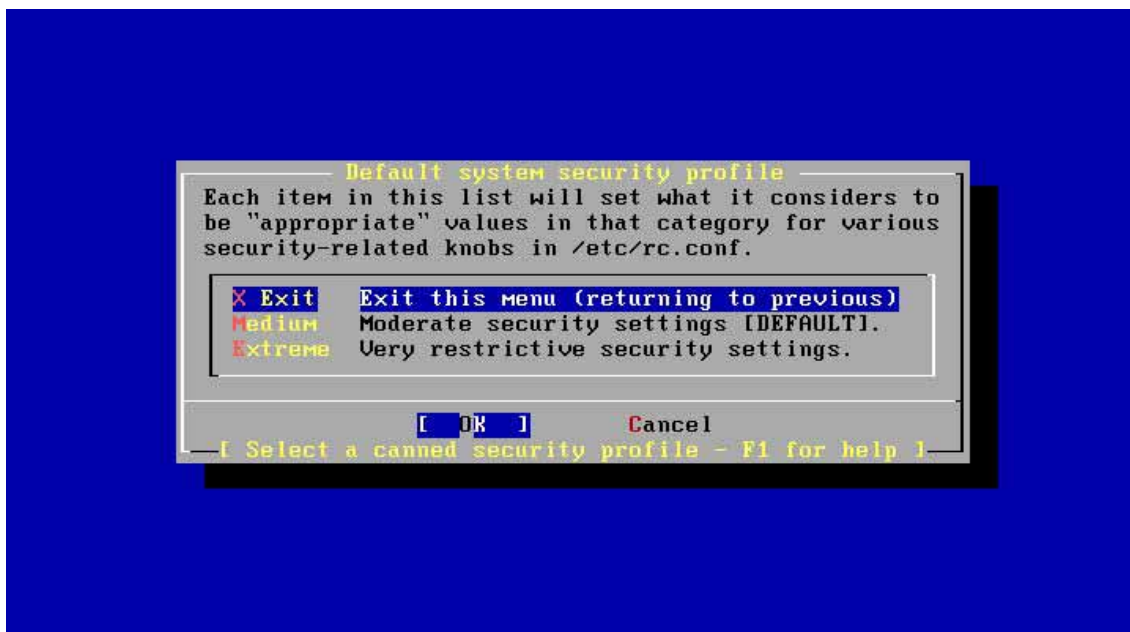 Default system security profile
Each item in this list will set what it considers to
be "appropriate" values in that category for various
security-related knobs in /etc/rc.conf.
X Exit Exit this menu (returning to previous)
Medium Moderate security settings [DEFAULT].
Extreme Very restrictive security settings.
[ OK ] Cancel
[ Select a canned security profile - F1 for help ]